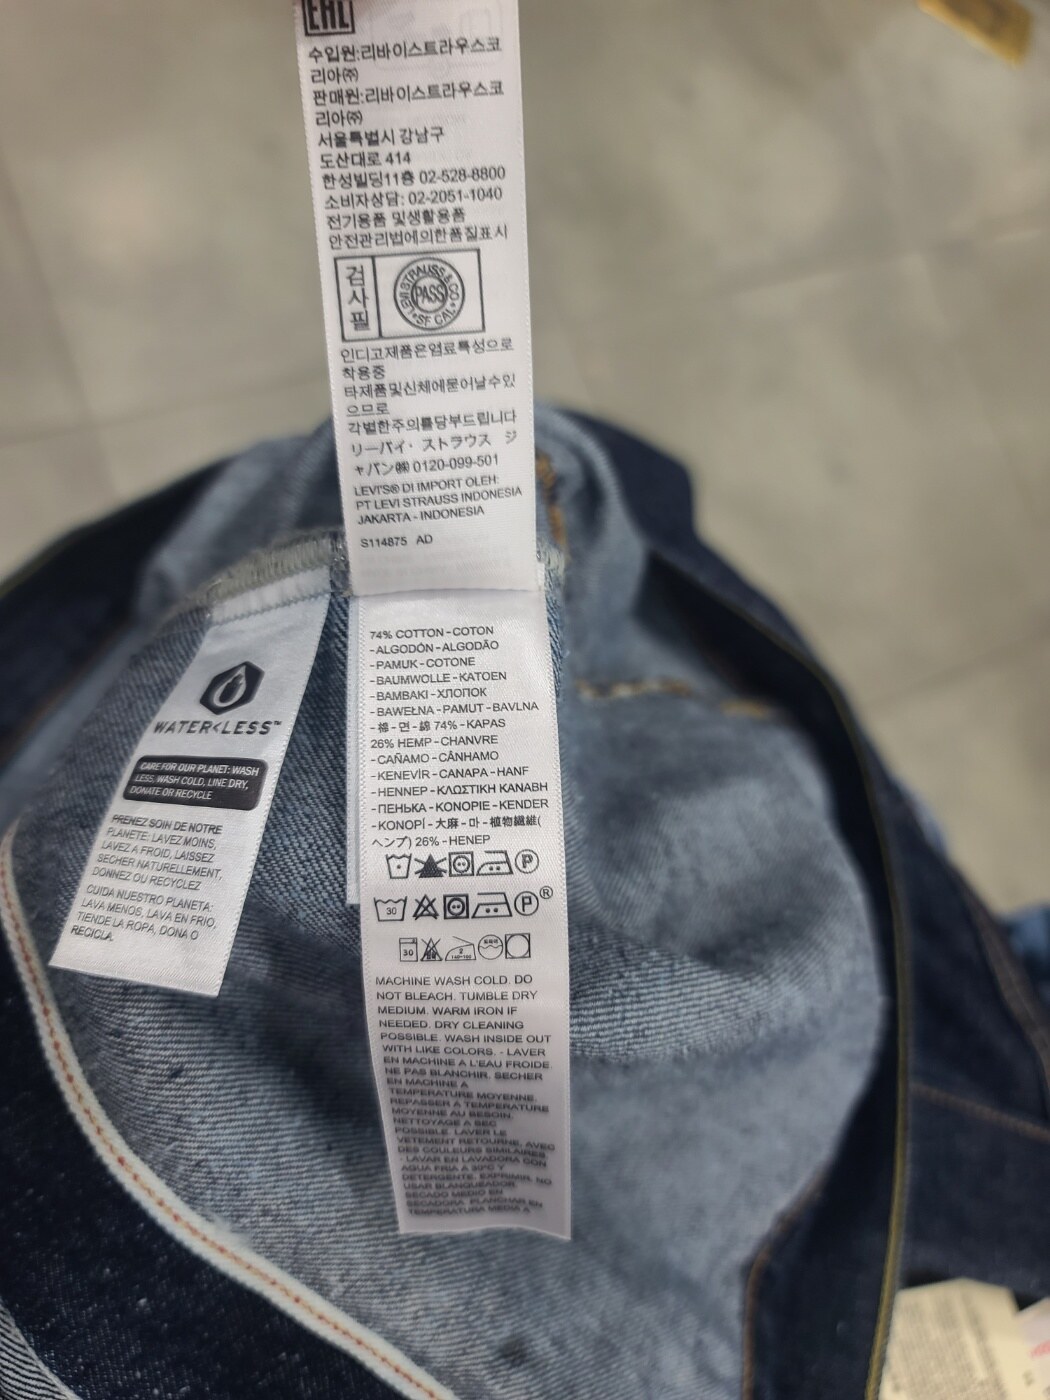 EAC
수입원:리바이스트라우스코
리아㈜
판매원:리바이스트라우스코
리아㈜
서울특별시 강남구
도산대로 414
한성빌딩11층 02-528-8800
소비자상담: 02-2051-1040
전기용품 및생활용품
안전관리법에의한품질표시
검사필
LEVI STRAUSS & CO.
PASS
SF CAL
인디고제품은염료특성으로
착용중
타제품및신체에묻어날수있
으므로
각별한주의를당부드립니다
リーバイ・ストラウス ジ
ャパン㈱ 0120-099-501
LEVI'S® DI IMPORT OLEH:
PT LEVI STRAUSS INDONESIA
JAKARTA - INDONESIA
S114875 AD
WATER<LESS™
CARE FOR OUR PLANET: WASH
LESS, WASH COLD, LINE DRY,
DONATE OR RECYCLE
PRENEZ SOIN DE NOTRE
PLANÈTE: LAVEZ MOINS,
LAVEZ A FROID, LAISSEZ
SECHER NATURELLEMENT,
DONNEZ OU RECYCLEZ
CUIDA NUESTRO PLANETA:
LAVA MENOS, LAVA EN FRIO,
TIENDE LA ROPA, DONA O
RECICLA.
74% COTTON - COTON
- ALGODÓN - ALGODÃO
- PAMUK - COTONE
- BAUMWOLLE - KATOEN
- BAMBAKI - ХЛОПОК
- BAWEŁNA - PAMUT - BAVLNA
- 棉 - 면 - 綿 74% - KAPAS
26% HEMP - CHANVRE
- CAÑAMO - CÂNHAMO
- KENEVİR - CANAPA - HANF
- HENNEP - ΚΛΩΣΤΙΚΗ ΚΑΝΑΒΗ
- ПЕНЬКА - KONOPIE - KENDER
- KONOPÍ - 大麻 - 마 - 植物繊維(
ヘンプ) 26% - HENEP
P
30 P®
30
MACHINE WASH COLD. DO
NOT BLEACH. TUMBLE DRY
MEDIUM. WARM IRON IF
NEEDED. DRY CLEANING
POSSIBLE. WASH INSIDE OUT
WITH LIKE COLORS. - LAVER
EN MACHINE A L'EAU FROIDE.
NE PAS BLANCHIR. SECHER
EN MACHINE A
TEMPERATURE MOYENNE.
REPASSER A TEMPERATURE
MOYENNE AU BESOIN.
NETTOYAGE A SEC
POSSIBLE. LAVER LE
VETEMENT RETOURNE, AVEC
DES COULEURS SIMILAIRES.
- LAVAR EN LAVADORA CON
AGUA FRIA A 30ºC Y
DETERGENTE. EXPRIMIR. NO
USAR BLANQUEADOR.
SECADO MEDIO EN
SECADORA. PLANCHAR EN
TEMPERATURA MEDIA A